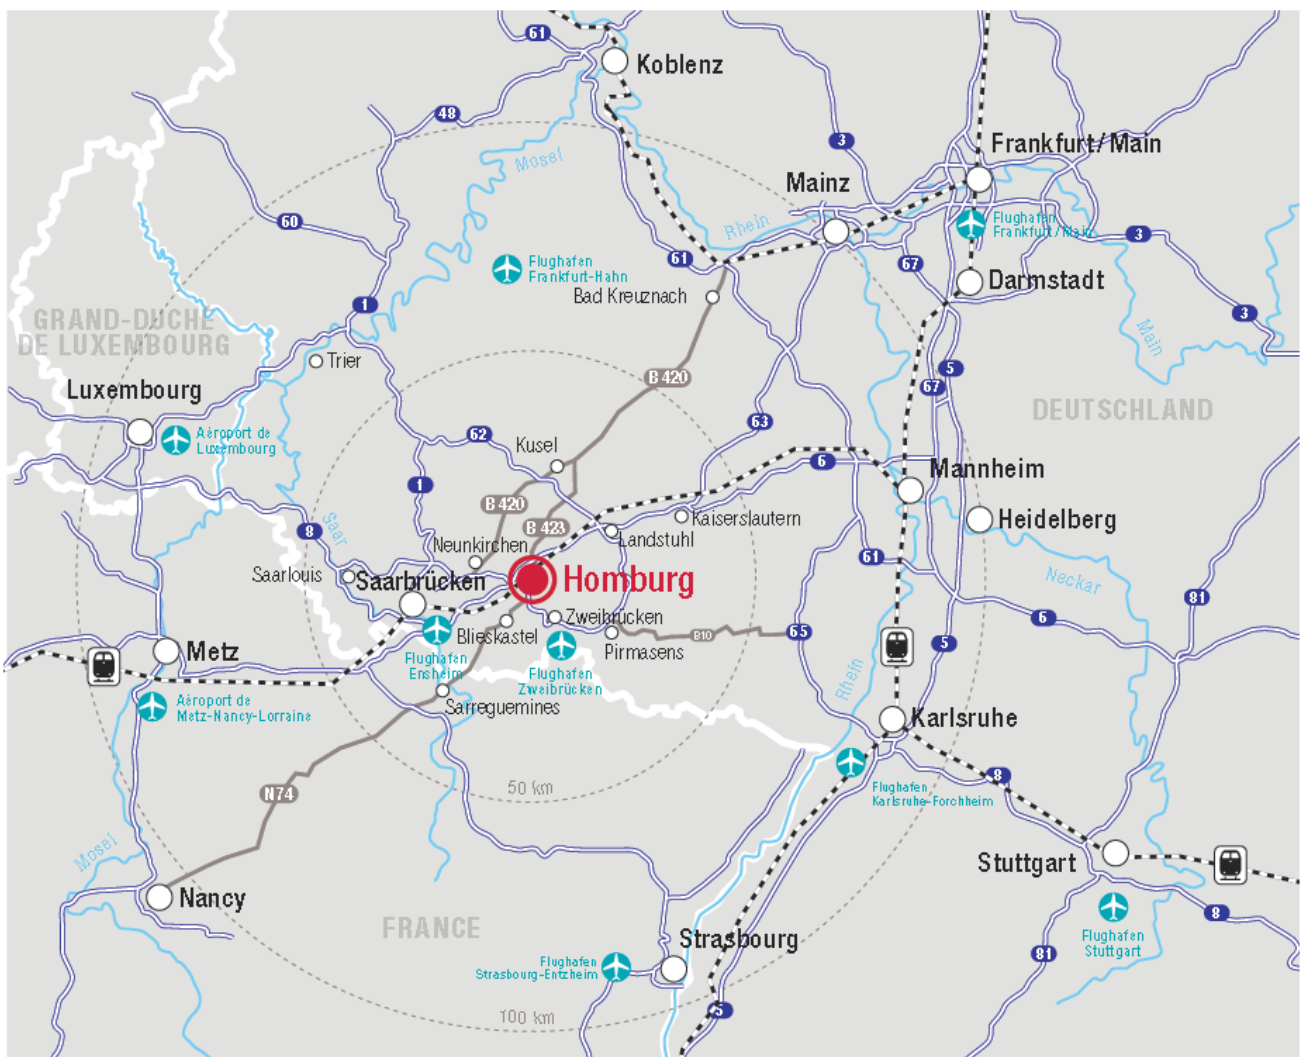 61
Koblenz
48
3
Frankfurt/Main
Mosel
Mainz
60
Rhein
Flughafen
Frankfurt/Main
3
61
67
Flughafen
Frankfurt-Hahn
Darmstadt
Bad Kreuznach
1
3
GRAND-DUCHÉ
DE LUXEMBOURG
Main
Trier
5
B 420
67
Luxembourg
DEUTSCHLAND
63
Aéroport de
Luxembourg
62
Kusel
6
Mannheim
1
B 420
Kaiserslautern
Heidelberg
8
Saar
B 423
Landstuhl
Neunkirchen
61
Saarlouis
Saarbrücken
Homburg
Neckar
81
Zweibrücken
6
Blieskastel
B10
65
Metz
Pirmasens
5
Flughafen
Ensheim
Flughafen
Zweibrücken
Rhein
Aéroport de
Metz-Nancy-Lorraine
Sarreguemines
Karlsruhe
8
50 km
Flughafen
Karlsruhe-Forchheim
N74
Mosel
Stuttgart
Nancy
8
FRANCE
Strasbourg
Flughafen
Stuttgart
81
Flughafen
Strasbourg-Entzheim
5
100 km